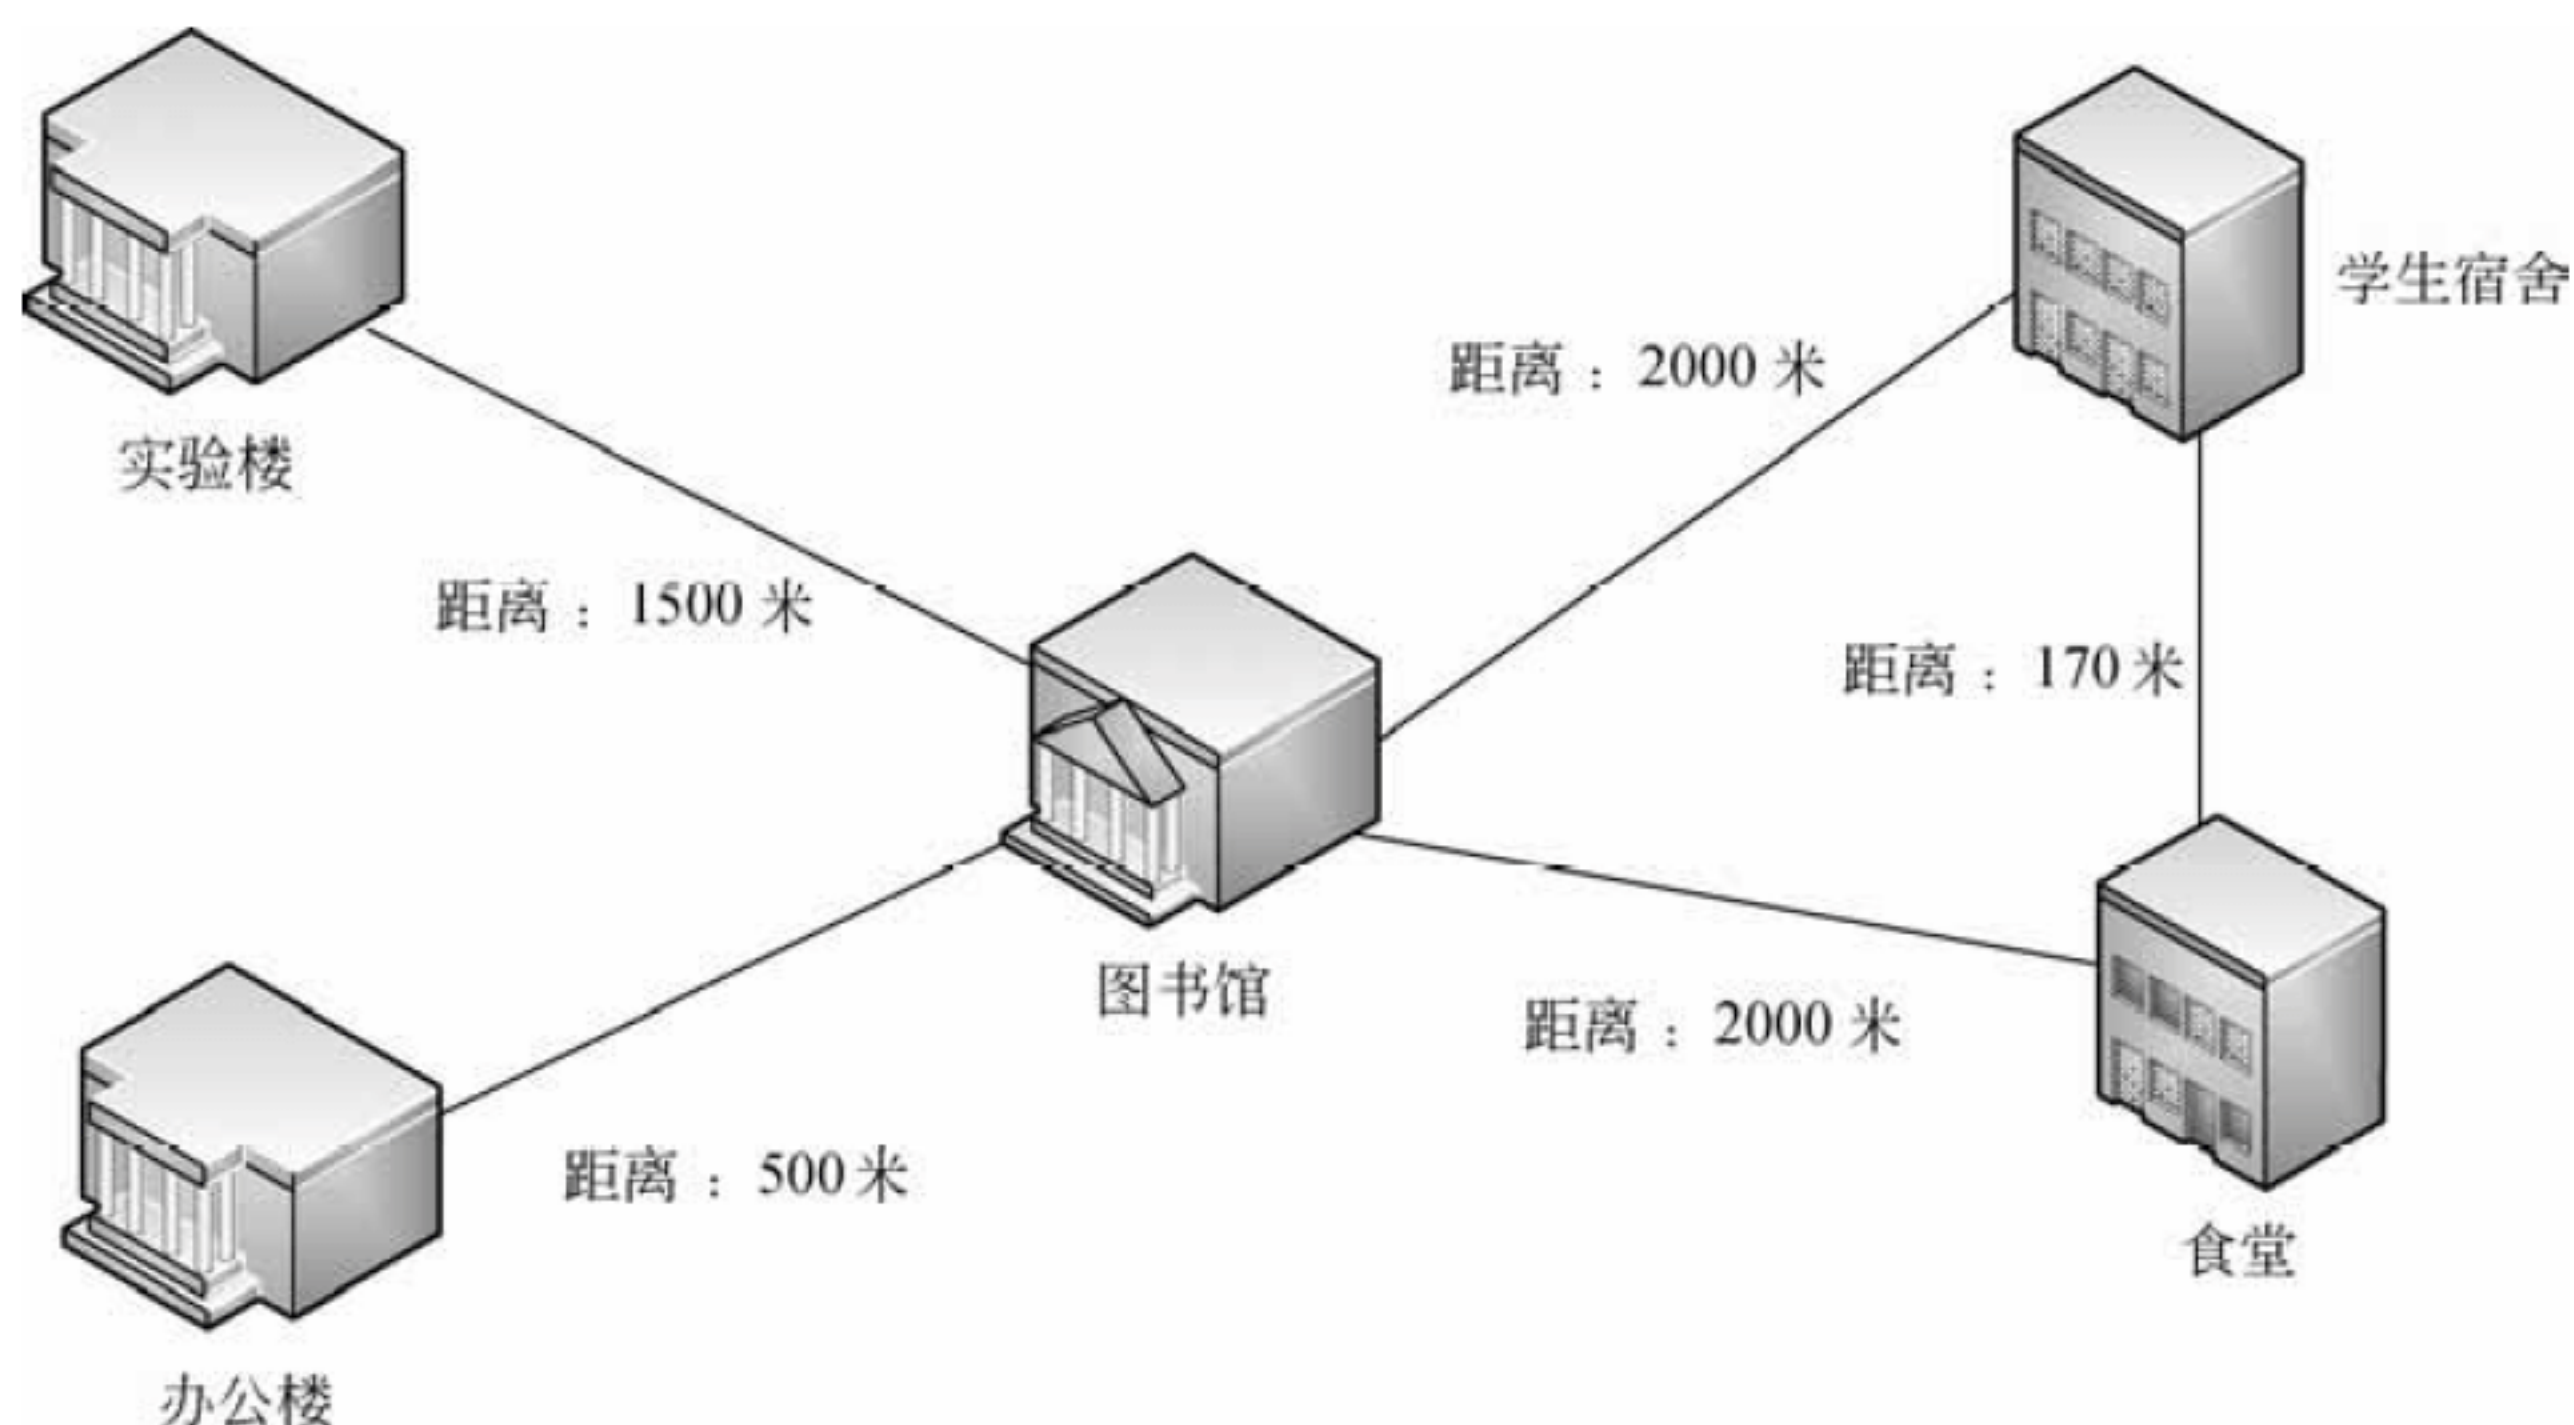 学生宿舍
距离：2000 米
实验楼
距离：1500 米
距离：170 米
图书馆
距离：2000 米
距离：500 米
食堂
办公楼